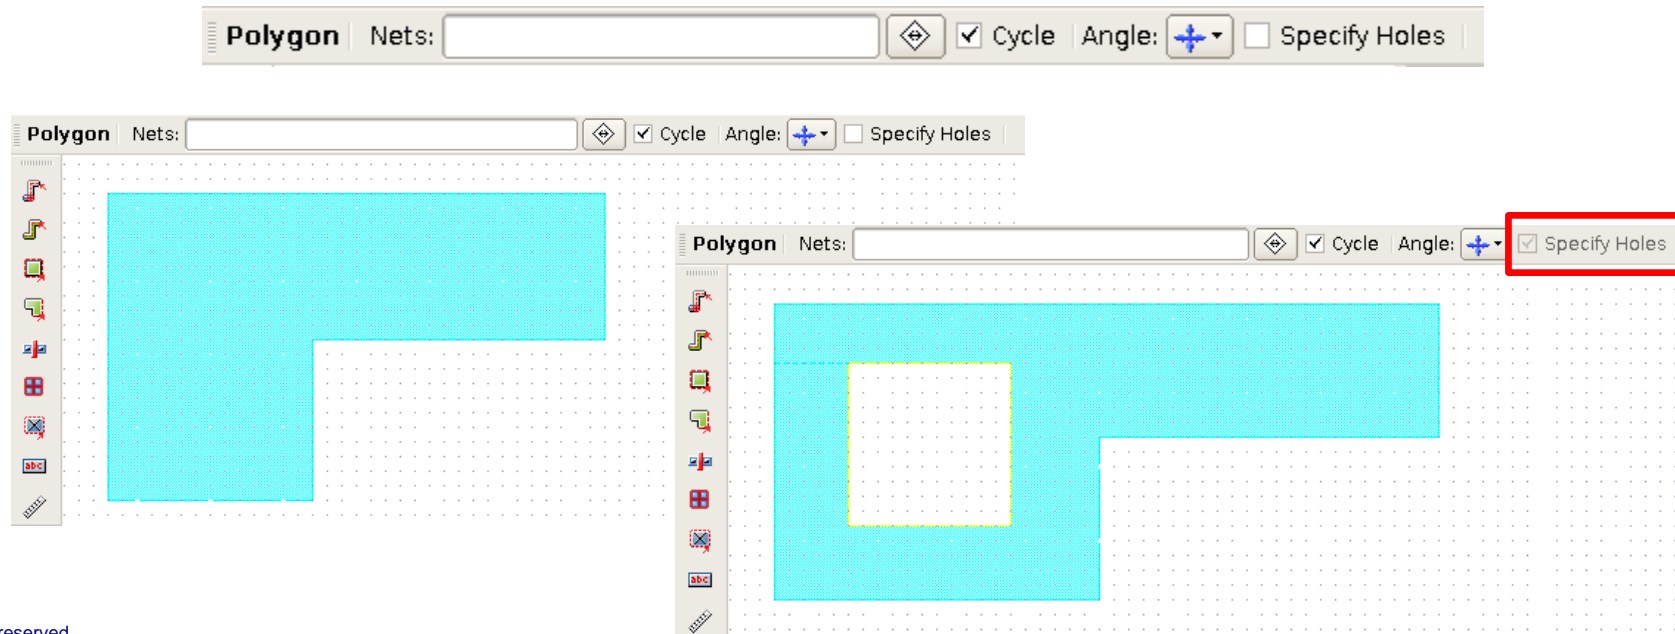 Polygon Nets: Cycle Angle: Specify Holes
Polygon Nets: Cycle Angle: Specify Holes
abc
Polygon Nets: Cycle Angle: Specify Holes
abc
reserved